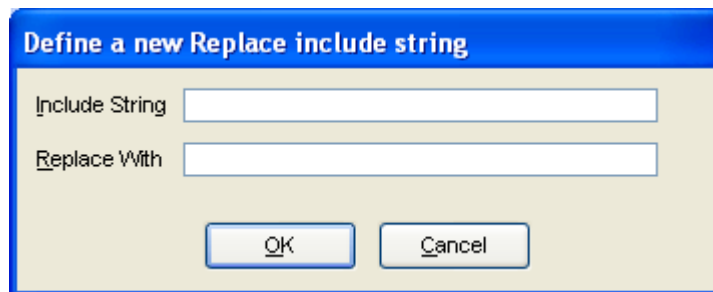 Define a new Replace include string
Include String
Replace With
OK
Cancel